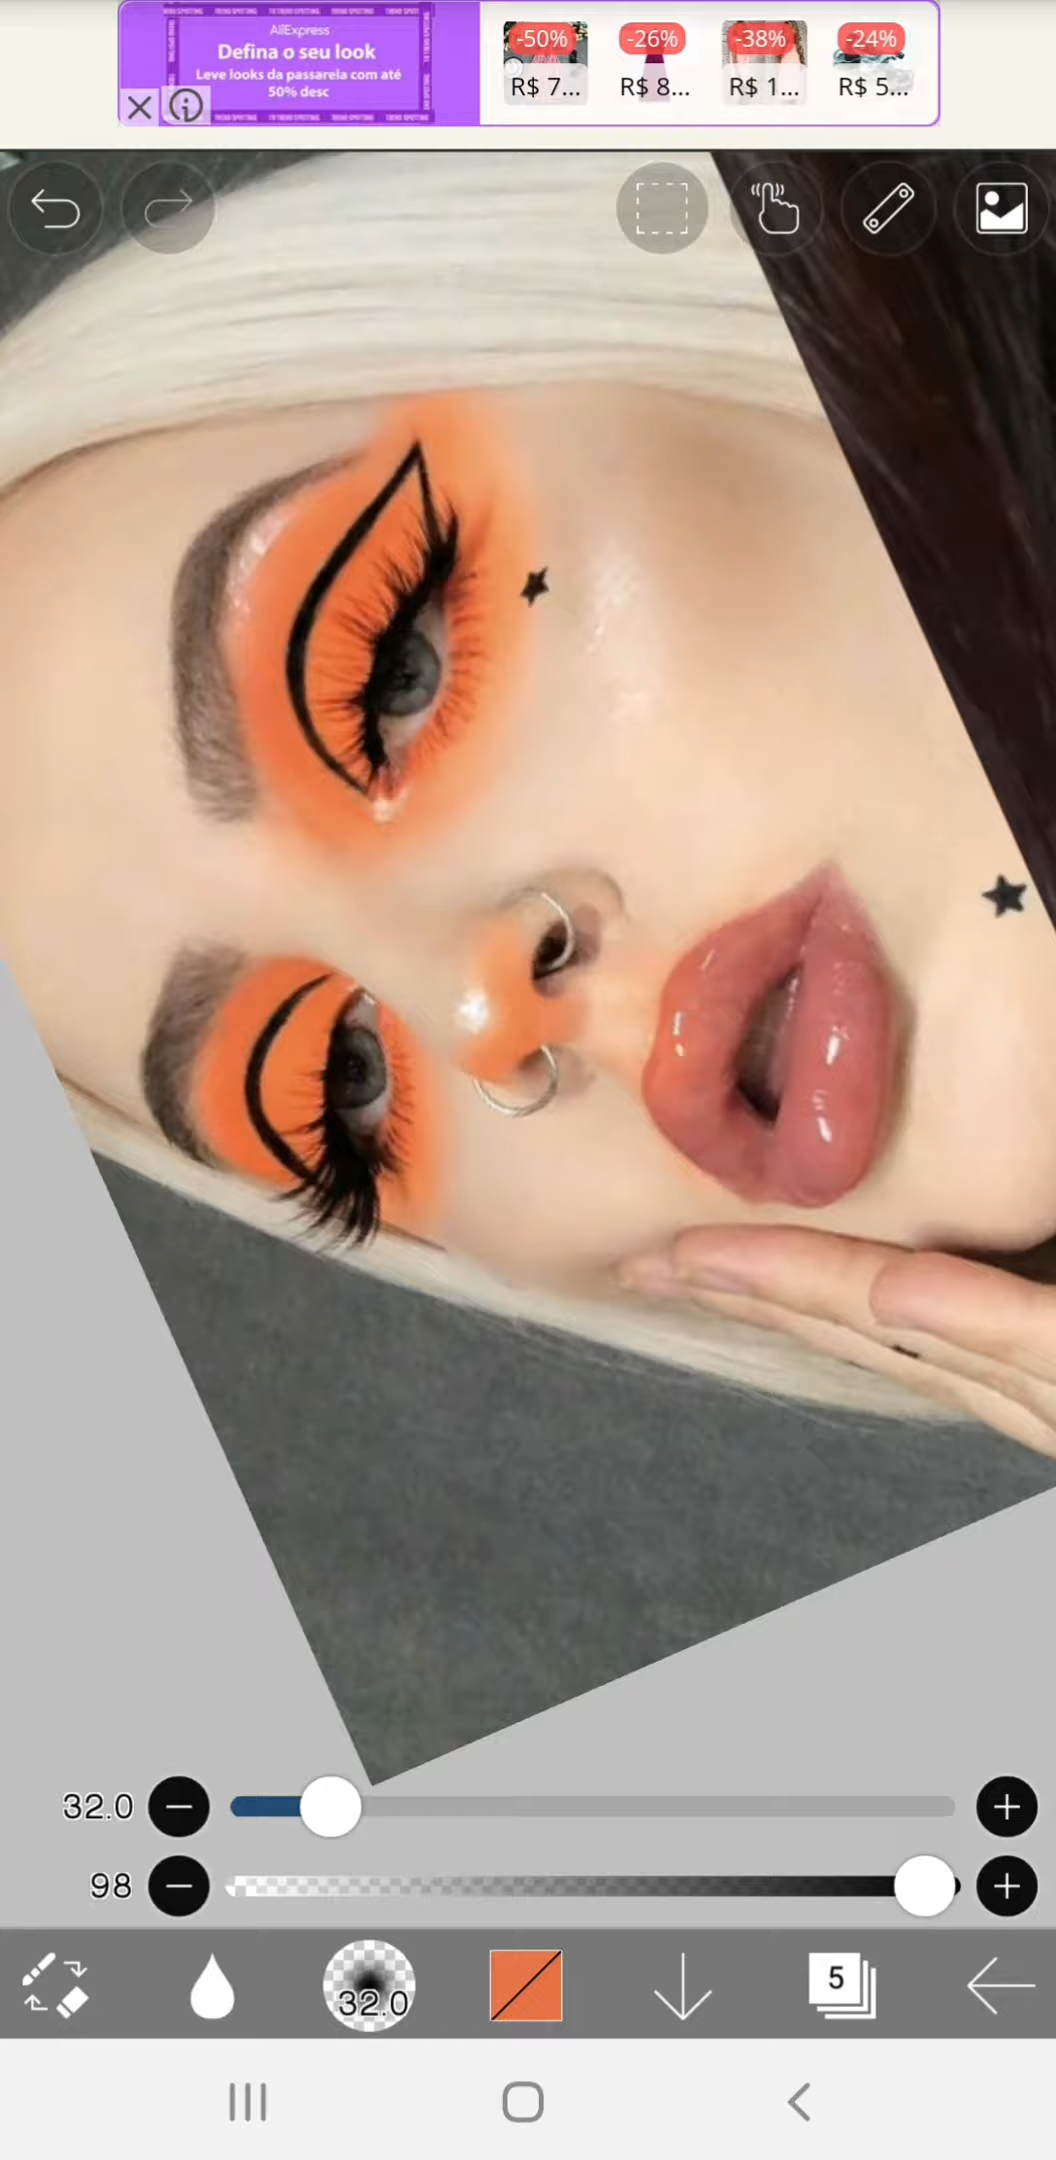 AliExpress
Defina o seu look
Leve looks da passarela com até
50% desc
-50%
-26%
-38%
-24%
R$ 7...
R$ 8...
R$ 1...
R$ 5...
32.0
98
32.0
5